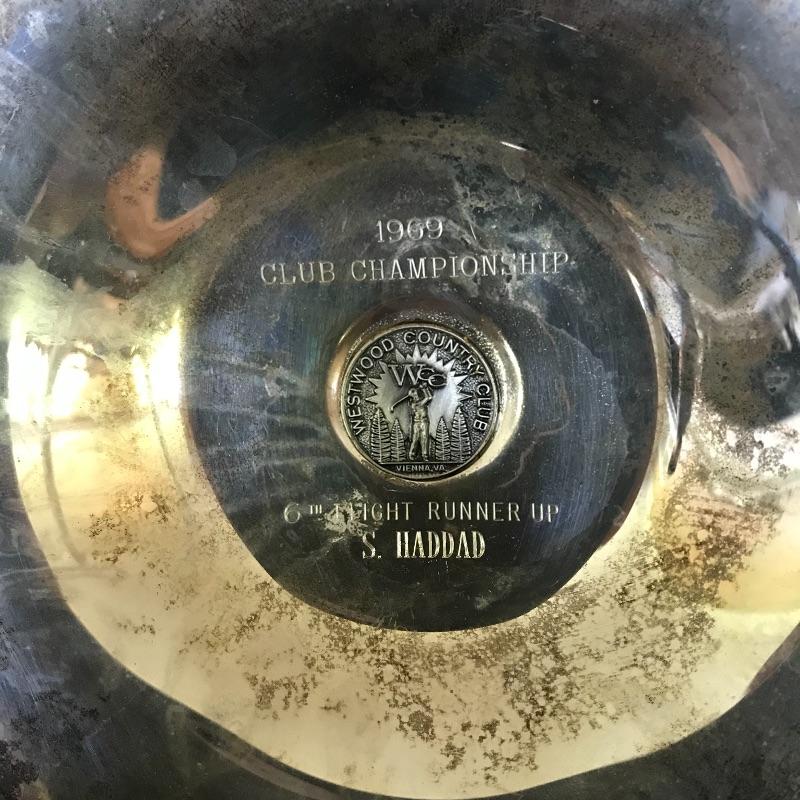 1969
CLUB CHAMPIONSHIP
WESTWOOD COUNTRY CLUB
WCC
VIENNA, VA.
6TH FLIGHT RUNNER UP
S. HADDAD